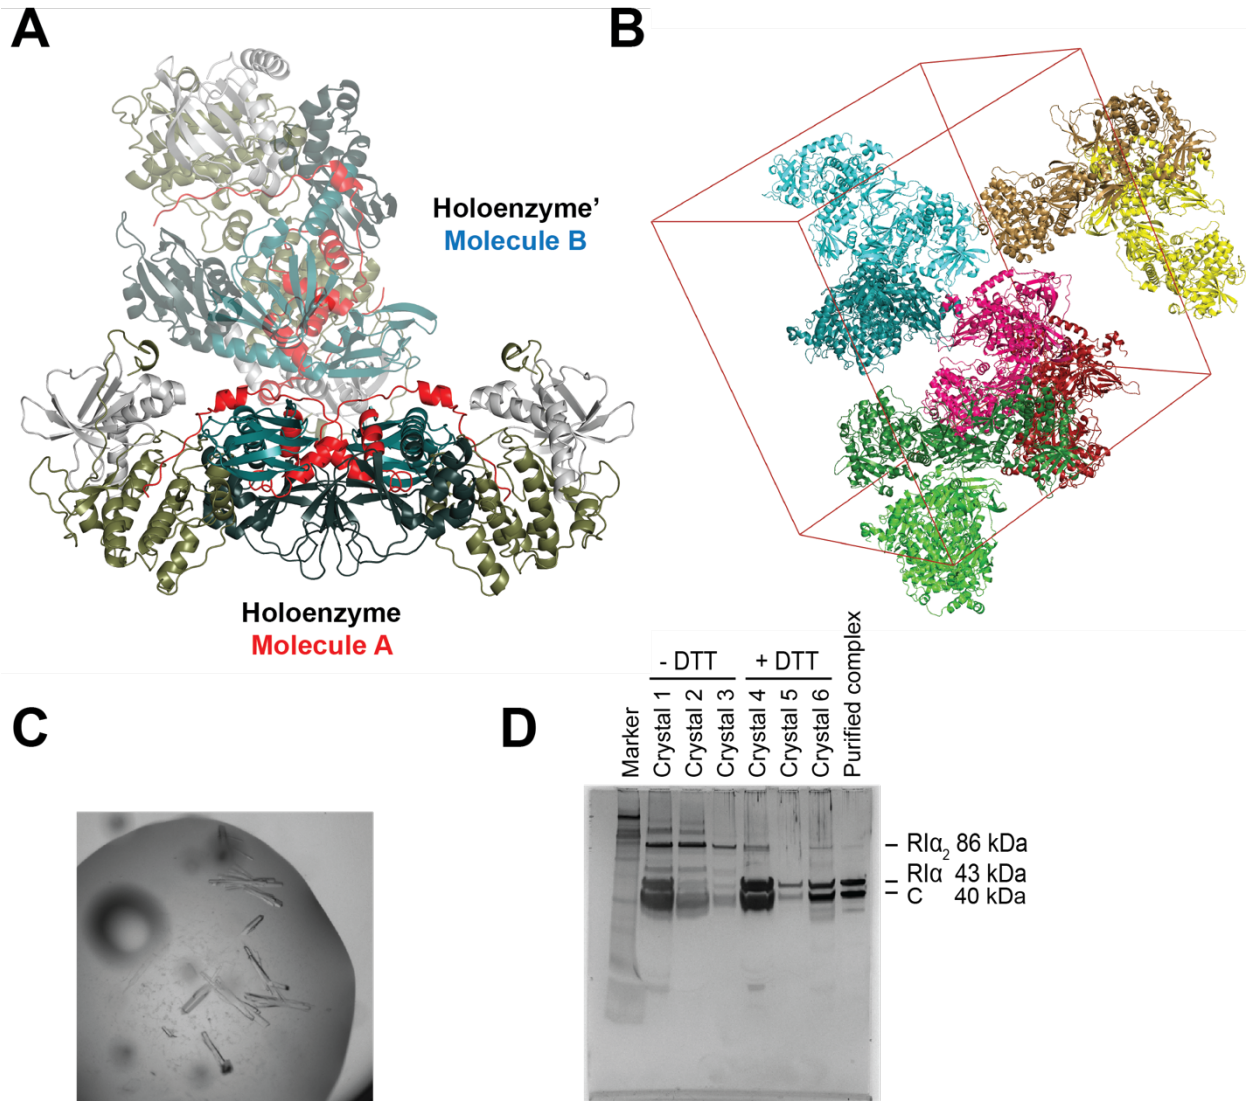 A
B
Holoenzyme’
Molecule B
Holoenzyme
Molecule A
C
D
- DTT
+ DTT
Marker
Crystal 1
Crystal 2
Crystal 3
Crystal 4
Crystal 5
Crystal 6
Purified complex
RIα₂ 86 kDa
RIα 43 kDa
C 40 kDa